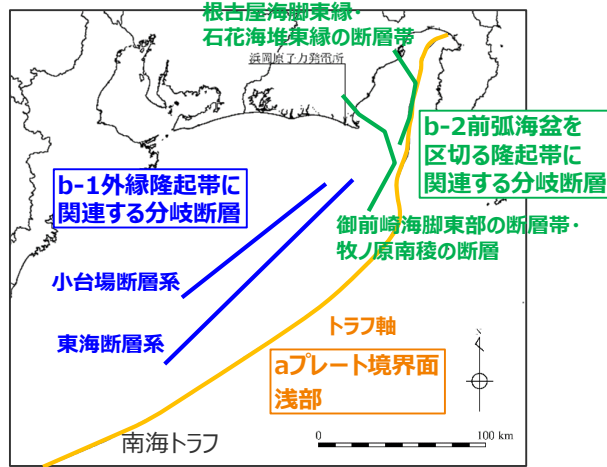 根古屋海脚東縁・
石花海堆東縁の断層帯
浜岡原子力発電所
b-2前弧海盆を
区切る隆起帯に
関連する分岐断層
b-1外縁隆起帯に
関連する分岐断層
御前崎海脚東部の断層帯・
牧ノ原南稜の断層
小台場断層系
東海断層系
トラフ軸
aプレート境界面
浅部
N
南海トラフ
0 100 km